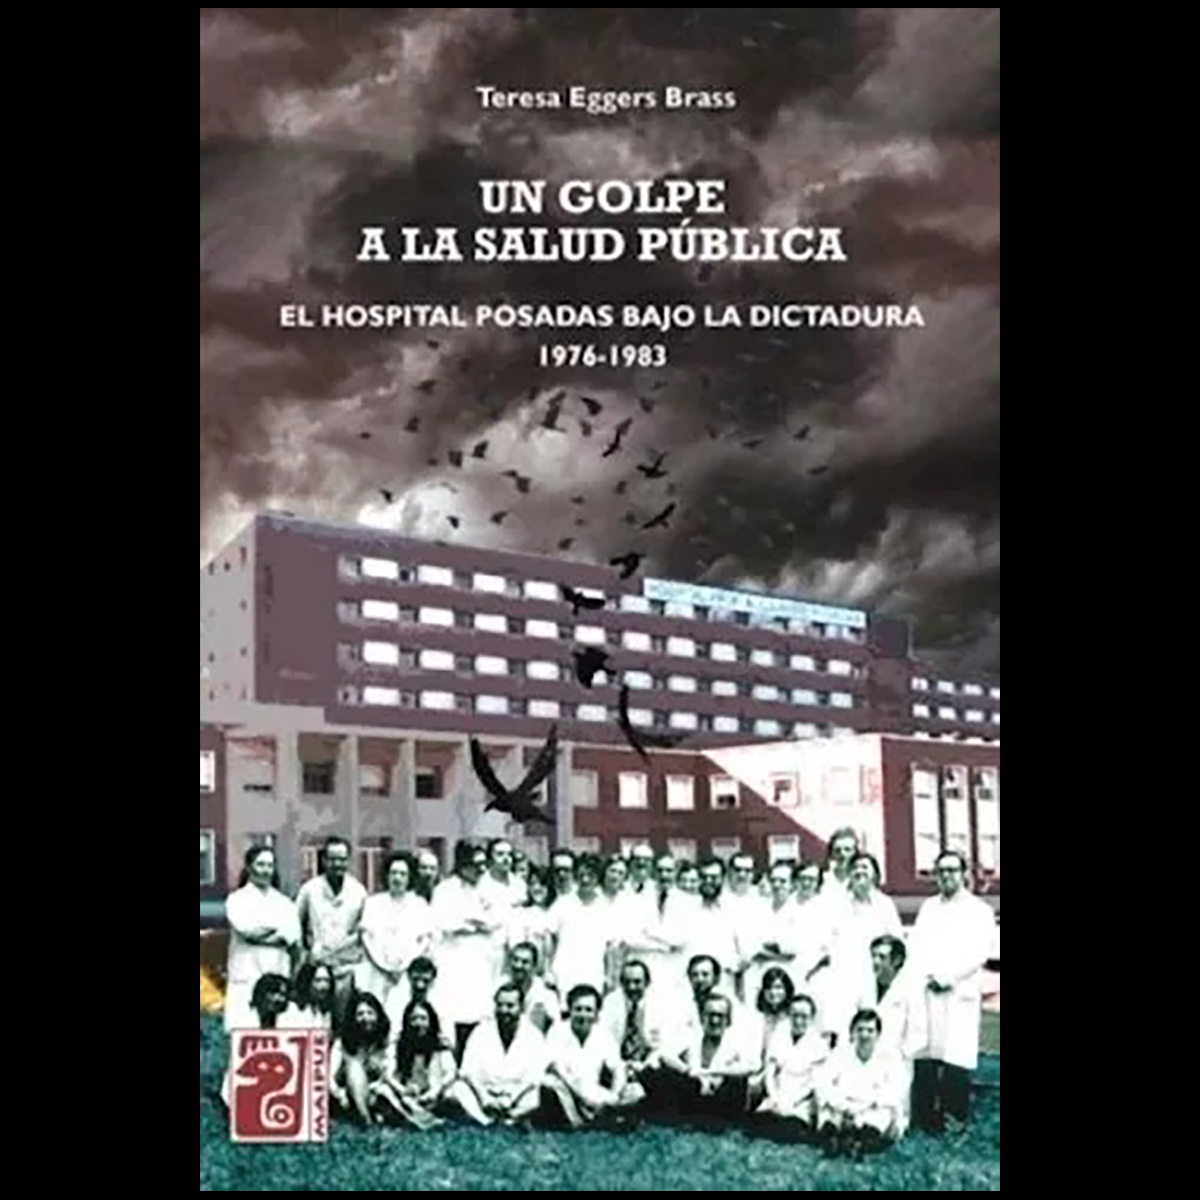 Teresa Eggers Brass
UN GOLPE
A LA SALUD PÚBLICA
EL HOSPITAL POSADAS BAJO LA DICTADURA
1976-1983
MAIPUE